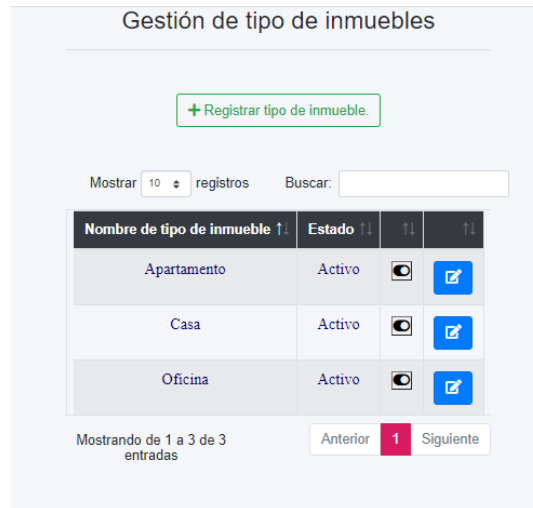 Gestión de tipo de inmuebles
+ Registrar tipo de inmueble.
Mostrar 10 registros Buscar:
Nombre de tipo de inmueble Estado
Apartamento Activo
Casa Activo
Oficina Activo
Mostrando de 1 a 3 de 3 Anterior 1 Siguiente
entradas